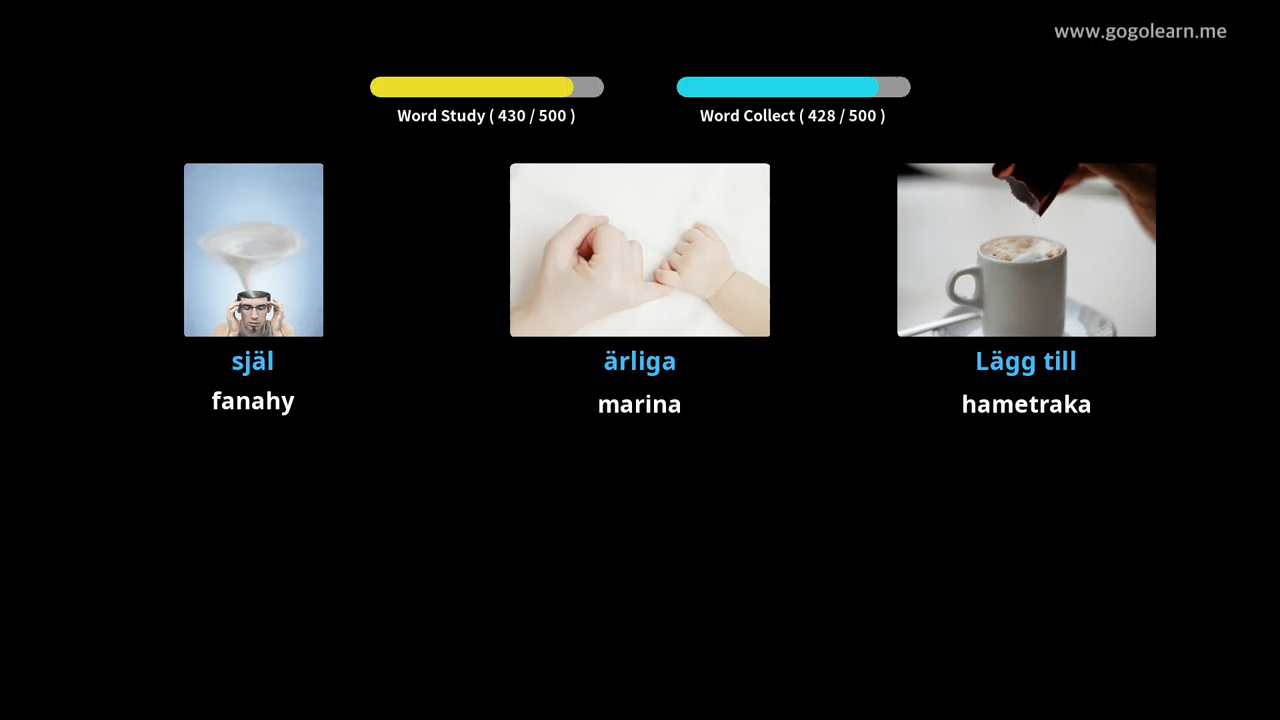 www.gogolearn.me
Word Study ( 430 / 500 )
Word Collect ( 428 / 500 )
själ
ärliga
Lägg till
fanahy
marina
hametraka